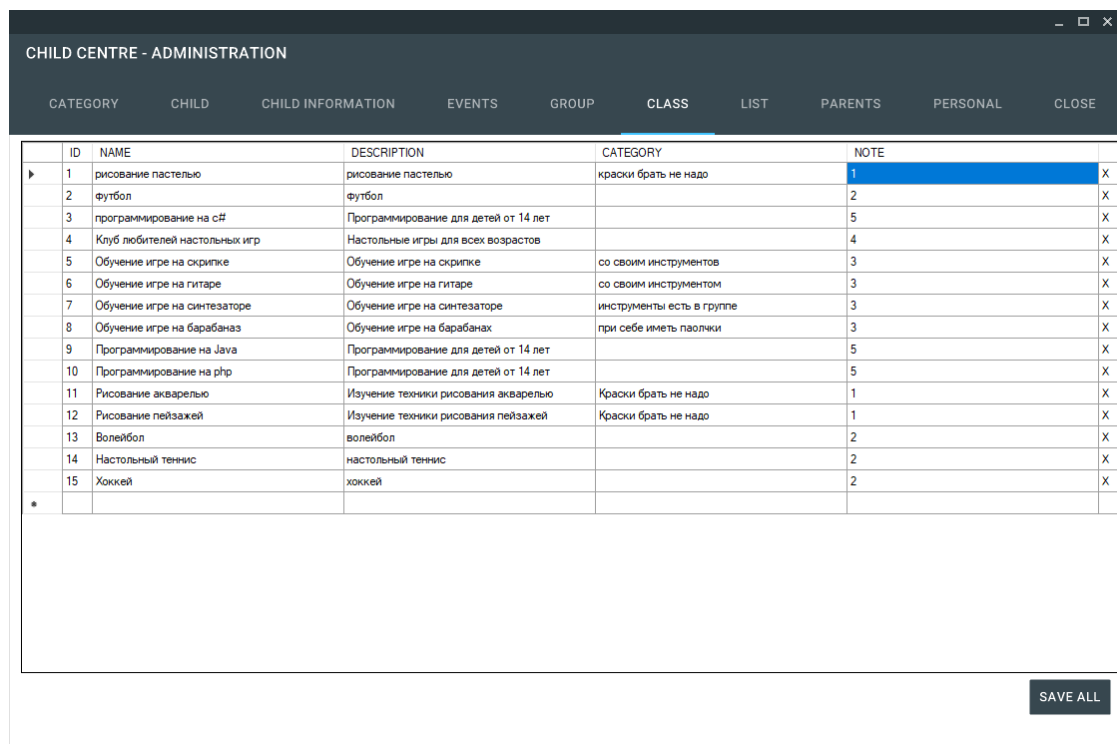 CHILD CENTRE - ADMINISTRATION
CATEGORY CHILD CHILD INFORMATION EVENTS GROUP CLASS LIST PARENTS PERSONAL CLOSE
ID NAME DESCRIPTION CATEGORY NOTE
1 рисование пастелью рисование пастелью краски брать не надо 1 X
2 футбол футбол 2 X
3 программирование на c# Программирование для детей от 14 лет 5 X
4 Клуб любителей настольных игр Настольные игры для всех возрастов 4 X
5 Обучение игре на скрипке Обучение игре на скрипке со своим инструментов 3 X
6 Обучение игре на гитаре Обучение игре на гитаре со своим инструментом 3 X
7 Обучение игре на синтезаторе Обучение игре на синтезаторе инструменты есть в группе 3 X
8 Обучение игре на барабаназ Обучение игре на барабанах при себе иметь паолчки 3 X
9 Программирование на Java Программирование для детей от 14 лет 5 X
10 Программирование на php Программирование для детей от 14 лет 5 X
11 Рисование акварелью Изучение техники рисования акварелью Краски брать не надо 1 X
12 Рисование пейзажей Изучение техники рисования пейзажей Краски брать не надо 1 X
13 Волейбол волейбол 2 X
14 Настольный теннис настольный теннис 2 X
15 Хоккей хоккей 2 X
SAVE ALL